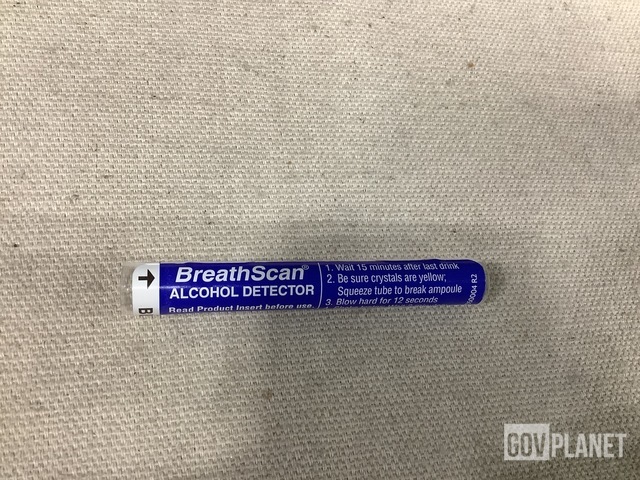 BreathScan®
ALCOHOL DETECTOR
Read Product Insert before use.
1. Wait 15 minutes after last drink
2. Be sure crystals are yellow;
Squeeze tube to break ampoule
3. Blow hard for 12 seconds
GOVPLANET